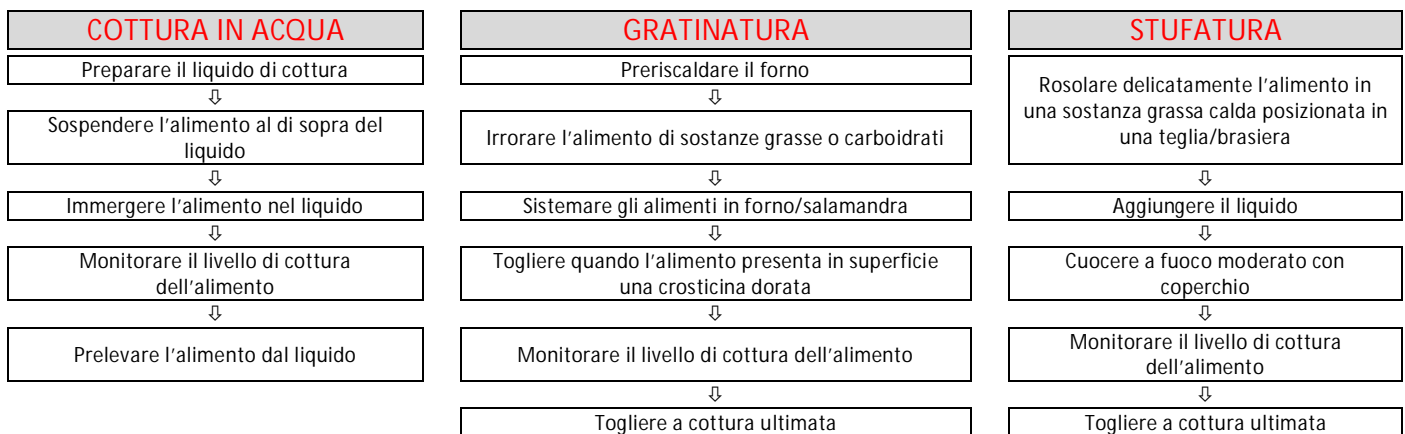 COTTURA IN ACQUA
Preparare il liquido di cottura
⇩
Sospendere l'alimento al di sopra del
liquido
⇩
Immergere l'alimento nel liquido
⇩
Monitorare il livello di cottura
dell'alimento
⇩
Prelevare l'alimento dal liquido
GRATINATURA
Preriscaldare il forno
⇩
Irrorare l'alimento di sostanze grasse o carboidrati
⇩
Sistemare gli alimenti in forno/salamandra
⇩
Togliere quando l'alimento presenta in superficie
una crosticina dorata
⇩
Monitorare il livello di cottura dell'alimento
⇩
Togliere a cottura ultimata
STUFATURA
Rosolare delicatamente l'alimento in
una sostanza grassa calda posizionata in
una teglia/brasiera
⇩
Aggiungere il liquido
⇩
Cuocere a fuoco moderato con
coperchio
⇩
Monitorare il livello di cottura
dell'alimento
⇩
Togliere a cottura ultimata